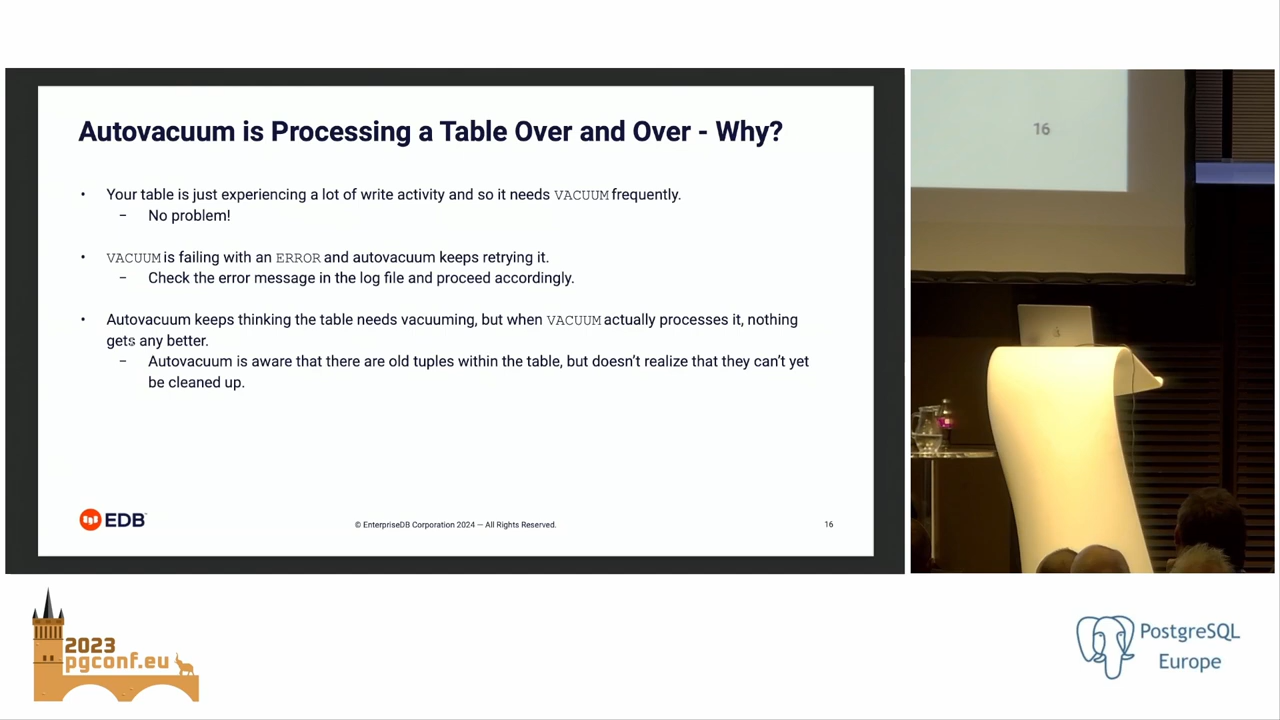 Autovacuum is Processing a Table Over and Over - Why?
• Your table is just experiencing a lot of write activity and so it needs VACUUM frequently.
− No problem!
• VACUUM is failing with an ERROR and autovacuum keeps retrying it.
− Check the error message in the log file and proceed accordingly.
• Autovacuum keeps thinking the table needs vacuuming, but when VACUUM actually processes it, nothing
gets any better.
− Autovacuum is aware that there are old tuples within the table, but doesn't realize that they can't yet
be cleaned up.
EDB
© EnterpriseDB Corporation 2024 — All Rights Reserved.
16
16
2023
pgconf.eu
PostgreSQL
Europe